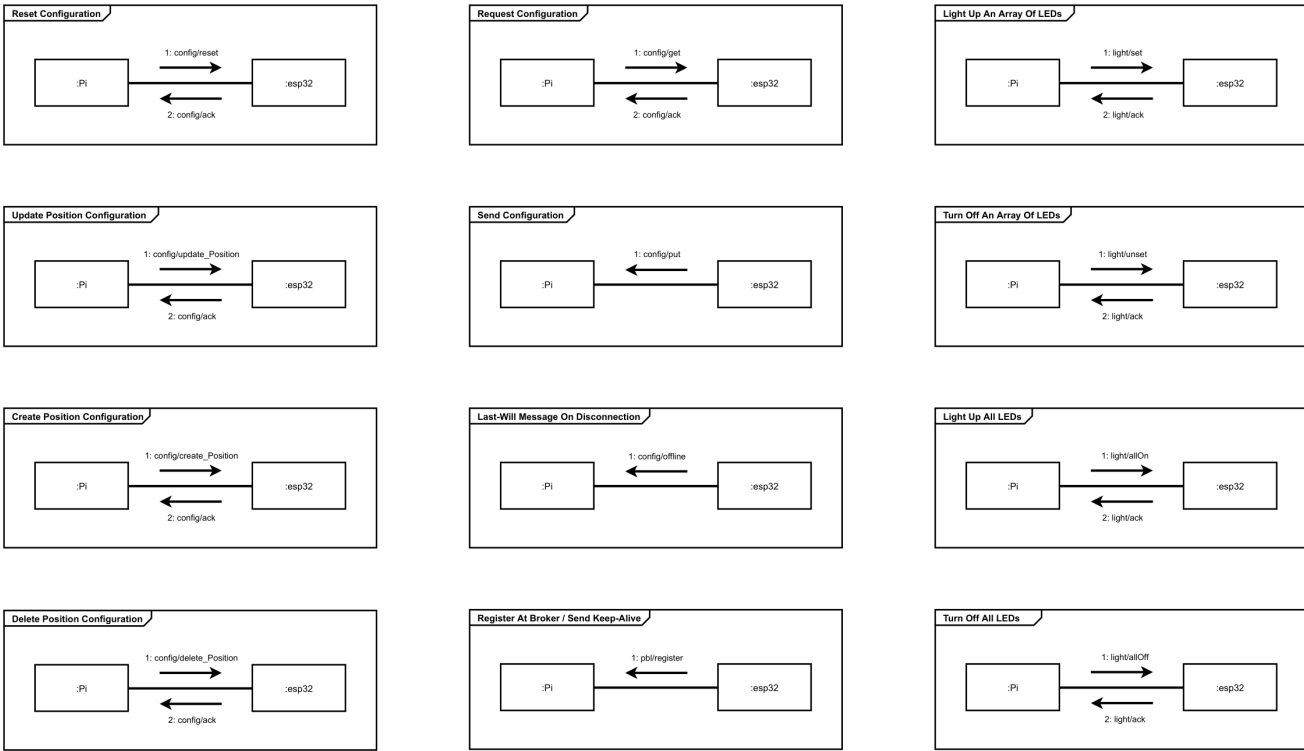 Reset Configuration
1: config/reset
:Pi
:esp32
2: config/ack
Request Configuration
1: config/get
:Pi
:esp32
2: config/ack
Light Up An Array Of LEDs
1: light/set
:Pi
:esp32
2: light/ack
Update Position Configuration
1: config/update_Position
:Pi
:esp32
2: config/ack
Send Configuration
1: config/put
:Pi
:esp32
Turn Off An Array Of LEDs
1: light/unset
:Pi
:esp32
2: light/ack
Create Position Configuration
1: config/create_Position
:Pi
:esp32
2: config/ack
Last-Will Message On Disconnection
1: config/offline
:Pi
:esp32
Light Up All LEDs
1: light/allOn
:Pi
:esp32
2: light/ack
Delete Position Configuration
1: config/delete_Position
:Pi
:esp32
2: config/ack
Register At Broker / Send Keep-Alive
1: pbl/register
:Pi
:esp32
Turn Off All LEDs
1: light/allOff
:Pi
:esp32
2: light/ack